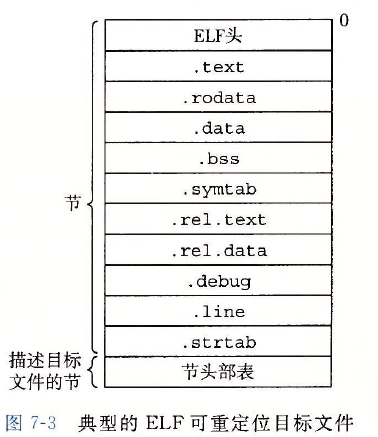 0
ELF头
.text
.rodata
.data
.bss
节
.symtab
.rel.text
.rel.data
.debug
.line
.strtab
描述目标
文件的节
节头部表
图 7-3 典型的 ELF 可重定位目标文件